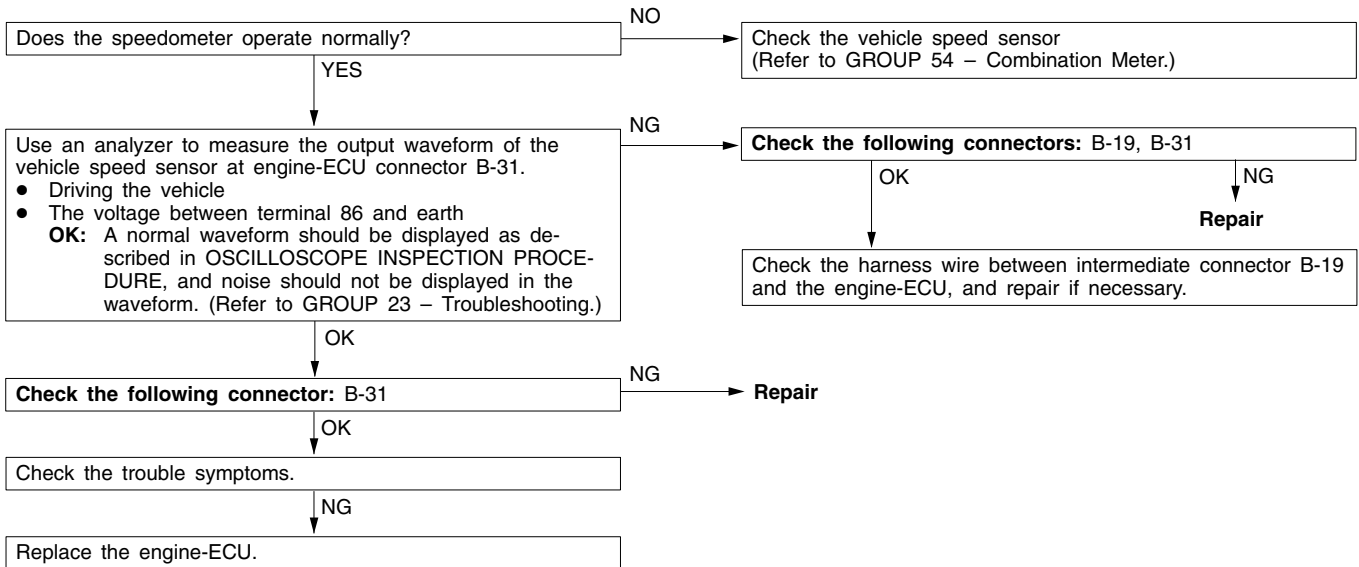 Does the speedometer operate normally?
NO
Check the vehicle speed sensor
(Refer to GROUP 54 – Combination Meter.)
YES
Use an analyzer to measure the output waveform of the
vehicle speed sensor at engine-ECU connector B-31.
● Driving the vehicle
● The voltage between terminal 86 and earth
OK: A normal waveform should be displayed as de-
scribed in OSCILLOSCOPE INSPECTION PROCE-
DURE, and noise should not be displayed in the
waveform. (Refer to GROUP 23 – Troubleshooting.)
NG
Check the following connectors: B-19, B-31
OK
NG
Repair
Check the harness wire between intermediate connector B-19
and the engine-ECU, and repair if necessary.
OK
Check the following connector: B-31
NG
Repair
OK
Check the trouble symptoms.
NG
Replace the engine-ECU.